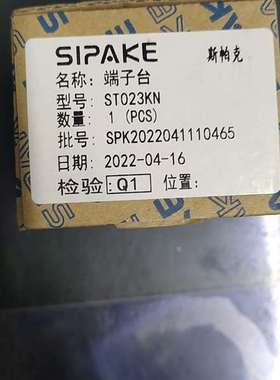 SIPAKE 斯帕克
名称: 端子台
型号: ST023KN
数量: 1 (PCS)
批号: SPK2022041110465
日期: 2022-04-16
检验: Q1 位置: